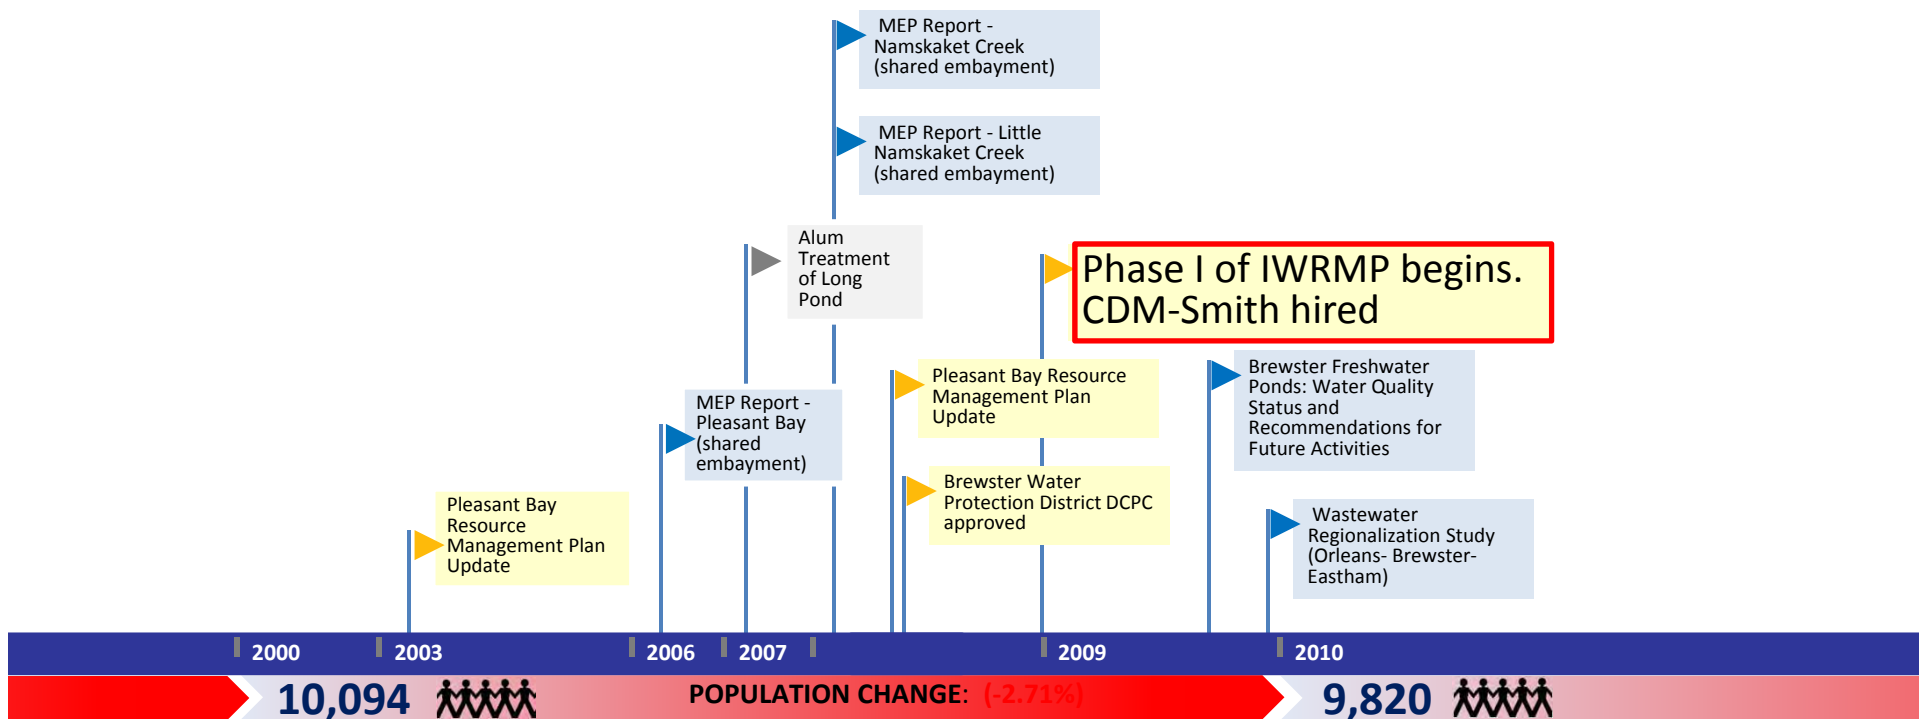 MEP Report -
Namskaket Creek
(shared embayment)
MEP Report - Little
Namskaket Creek
(shared embayment)
Alum
Treatment
of Long
Pond
Phase I of IWRMP begins.
CDM-Smith hired
Pleasant Bay Resource
Management Plan
Update
Brewster Freshwater
Ponds: Water Quality
Status and
Recommendations for
Future Activities
MEP Report -
Pleasant Bay
(shared
embayment)
Brewster Water
Protection District DCPC
approved
Pleasant Bay
Resource
Management Plan
Update
Wastewater
Regionalization Study
(Orleans- Brewster-
Eastham)
2000 2003 2006 2007 2009 2010
10,094 POPULATION CHANGE: (-2.71%) 9,820